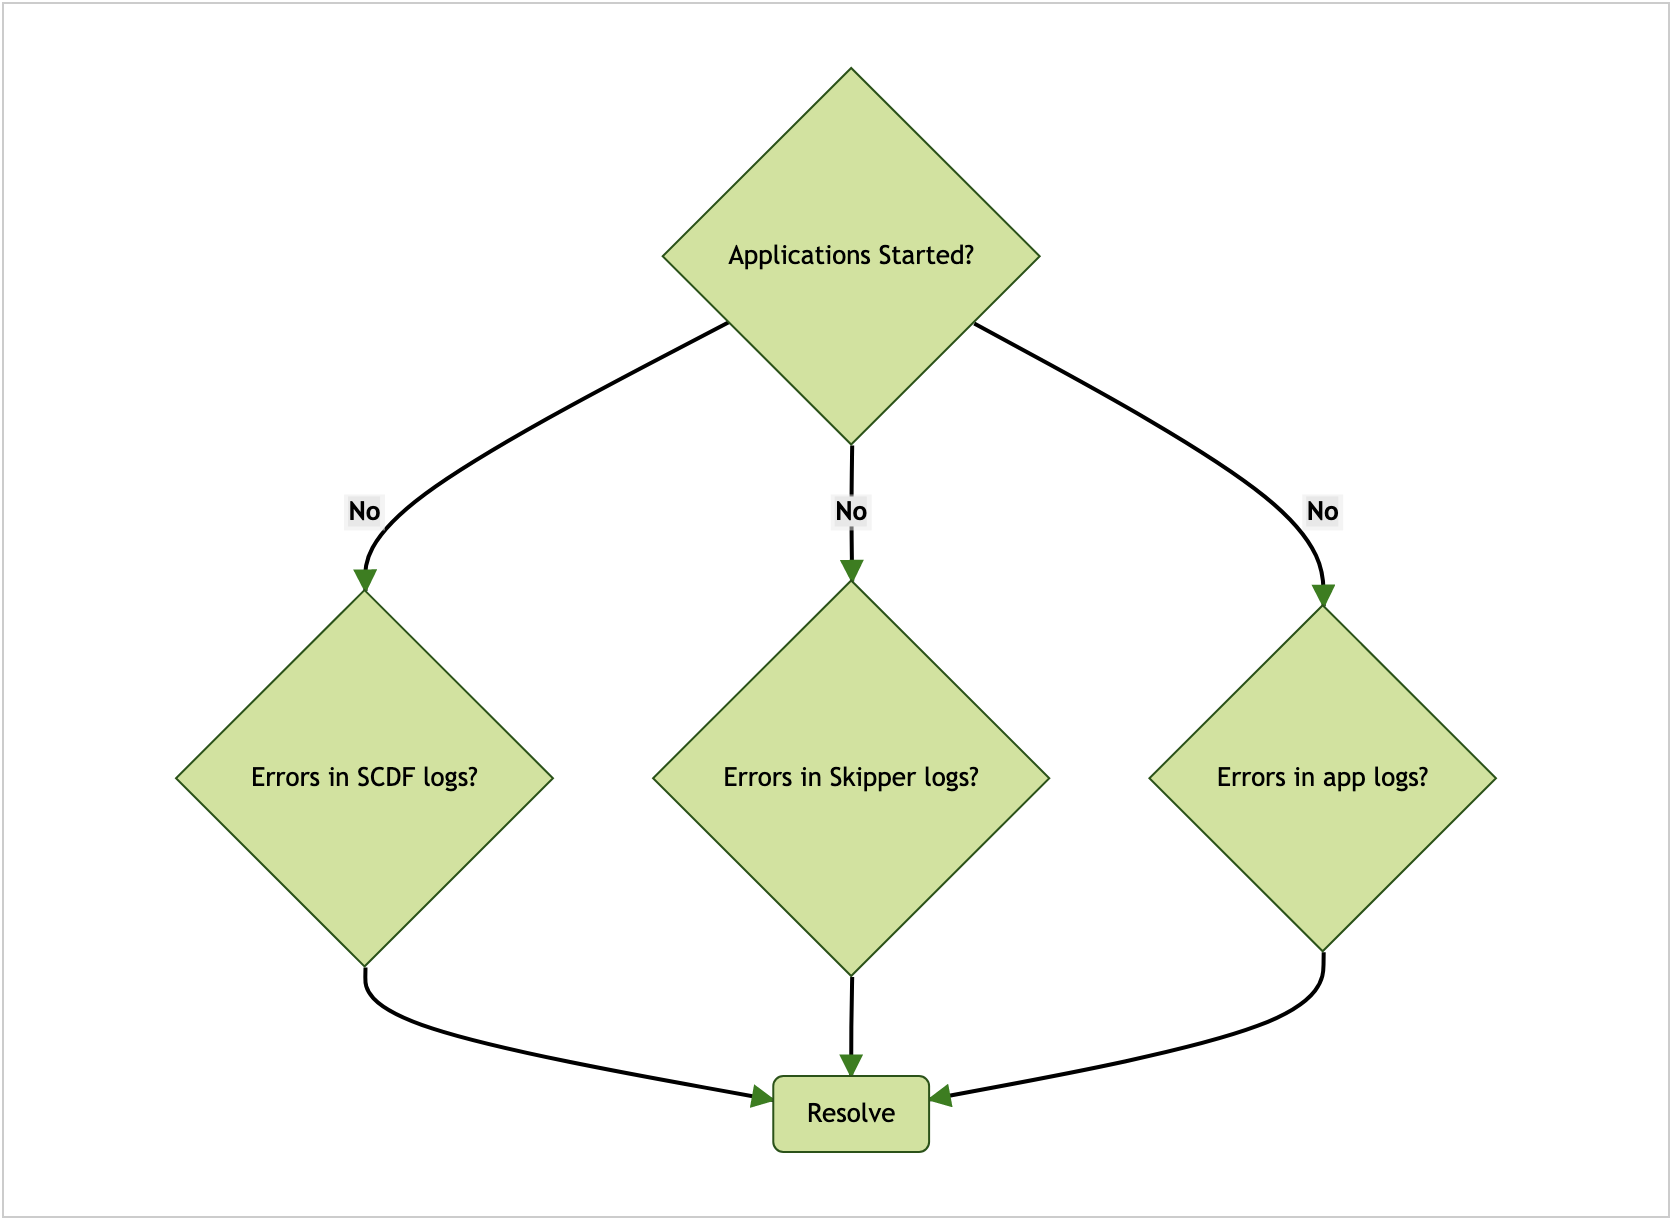 Applications Started?
No
No
No
Errors in SCDF logs?
Errors in Skipper logs?
Errors in app logs?
Resolve